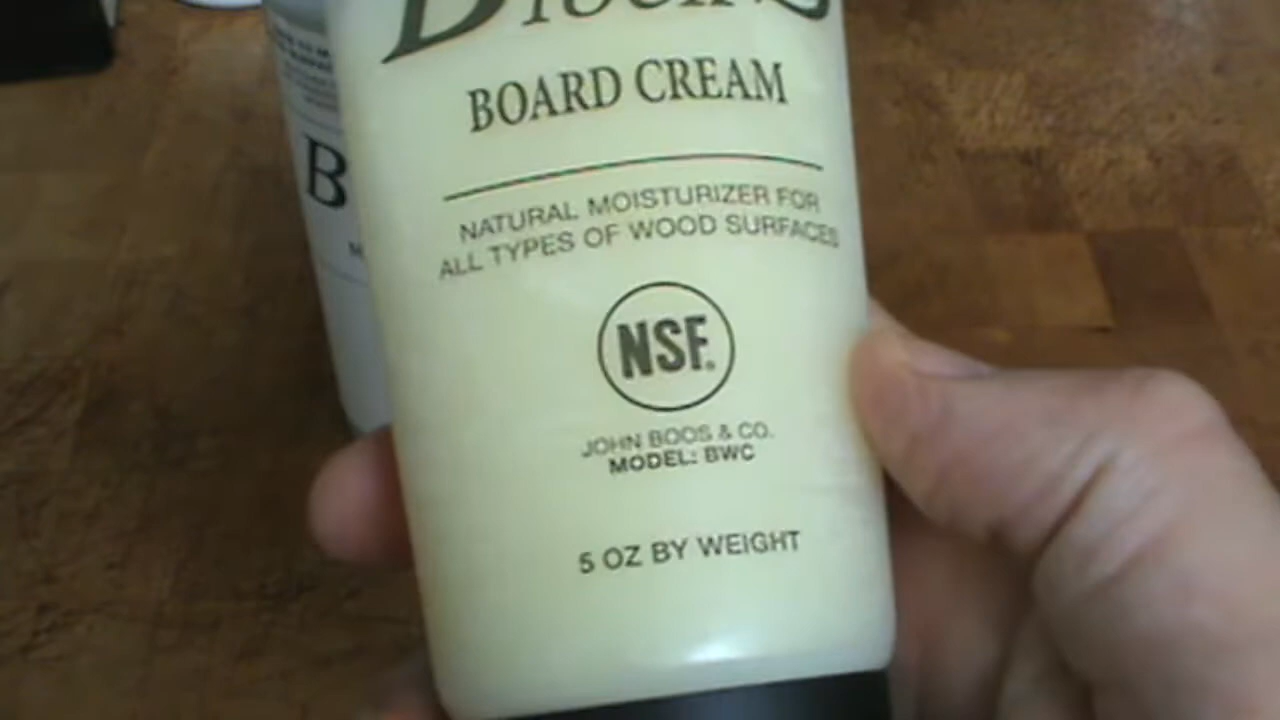 BOARD CREAM
NATURAL MOISTURIZER FOR
ALL TYPES OF WOOD SURFACES
NSF®
JOHN BOOS & CO.
MODEL: BWC
5 OZ BY WEIGHT
B